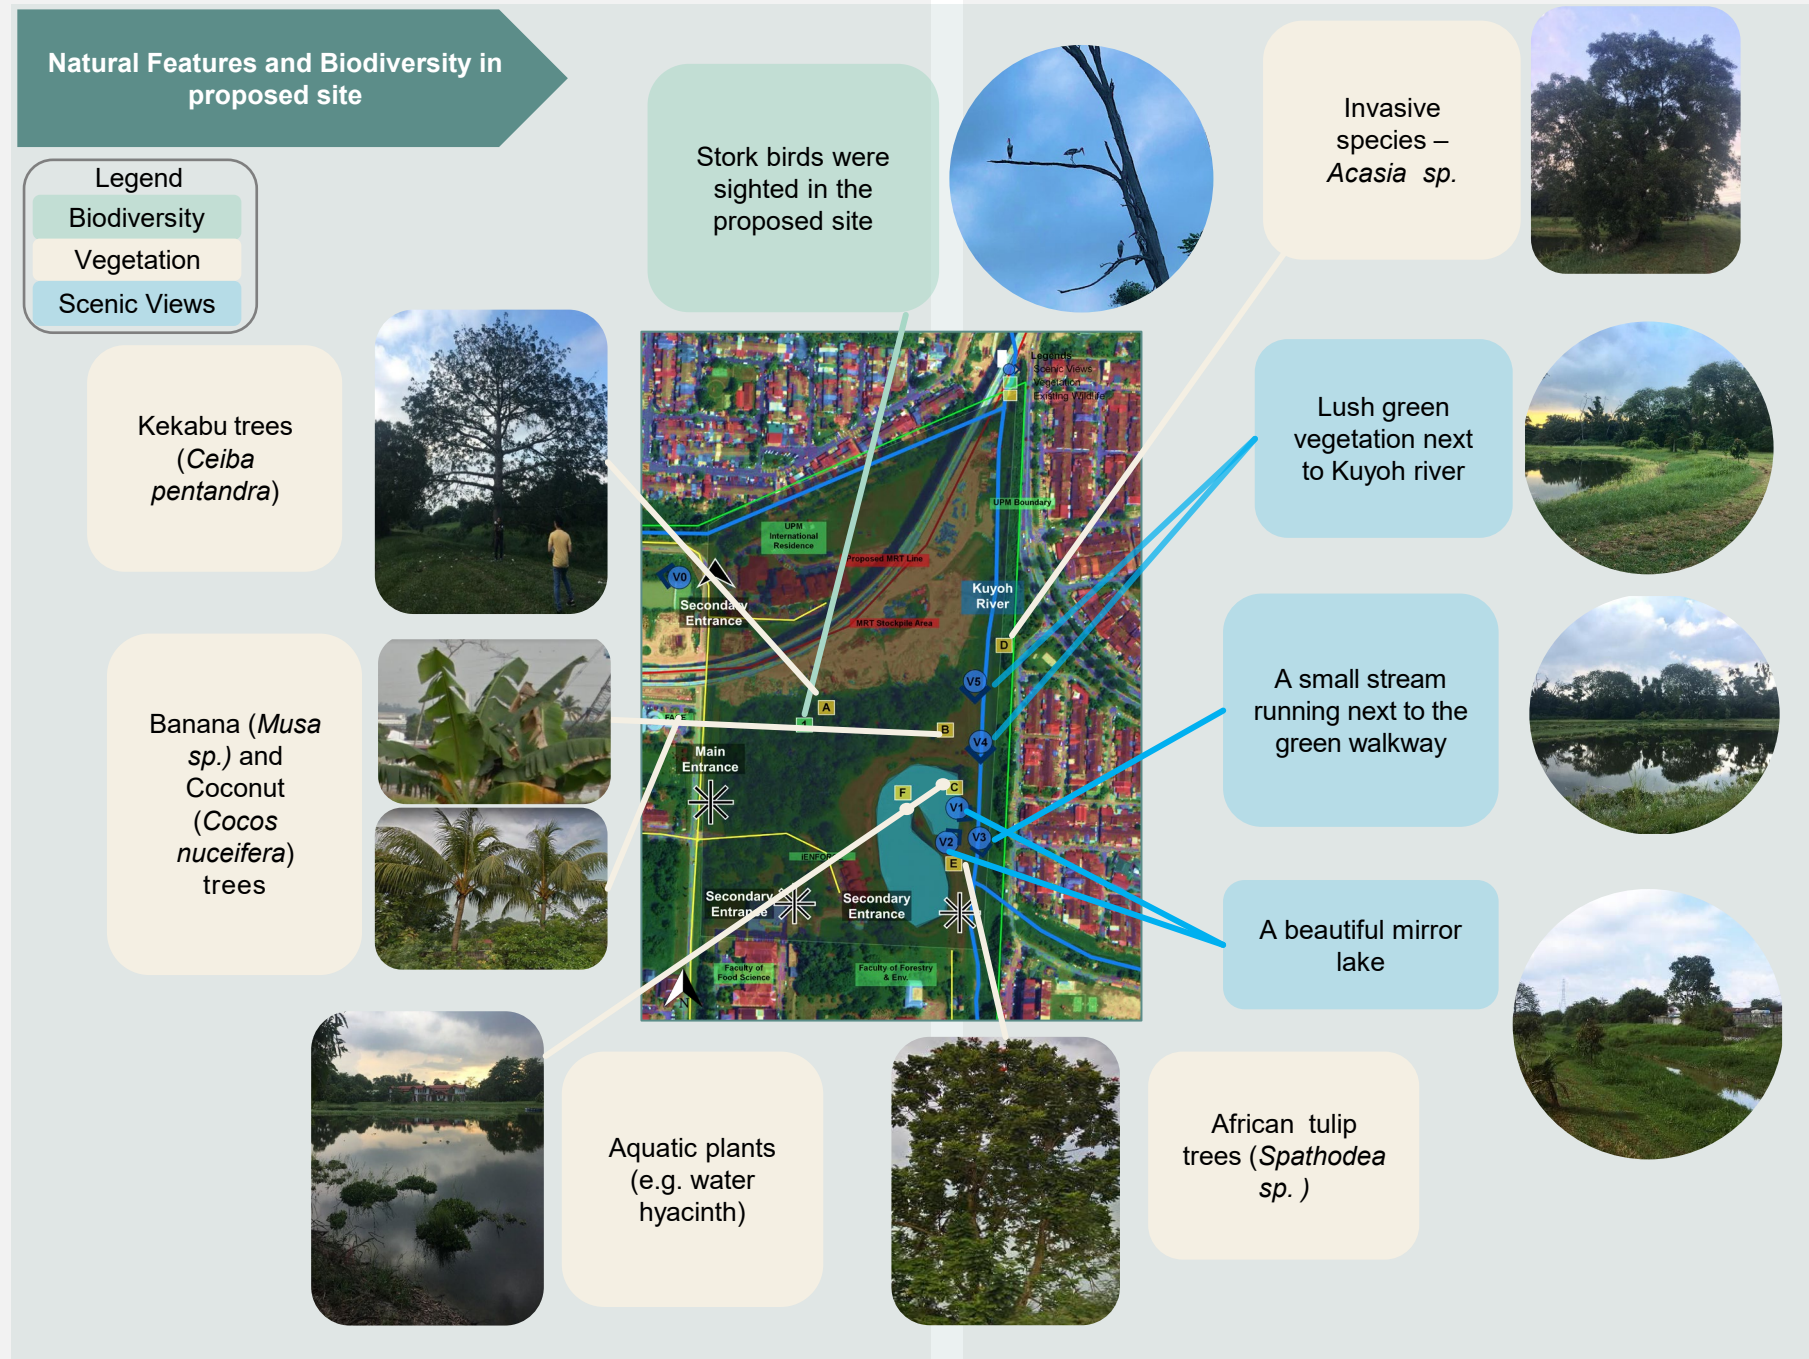 Natural Features and Biodiversity in
proposed site
Legend
Biodiversity
Vegetation
Scenic Views
Stork birds were
sighted in the
proposed site
Invasive
species –
Acasia sp.
Kekabu trees
(Ceiba
pentandra)
Lush green
vegetation next
to Kuyoh river
Banana (Musa
sp.) and
Coconut
(Cocos
nuceifera)
trees
A small stream
running next to the
green walkway
A beautiful mirror
lake
Aquatic plants
(e.g. water
hyacinth)
African tulip
trees (Spathodea
sp. )
Legends
Scenic Views
Vegetation
Existing Wildlife
UPM Boundary
UPM
International
Residence
Proposed MRT Line
V0
Secondary
Entrance
Kuyoh
River
MRT Stockpile Area
D
V5
A
1
B
V4
Main
Entrance
F
C
V1
V2
V3
E
Secondary
Entrance
Secondary
Entrance
Faculty of
Food Science
Faculty of Forestry
& Env.
N